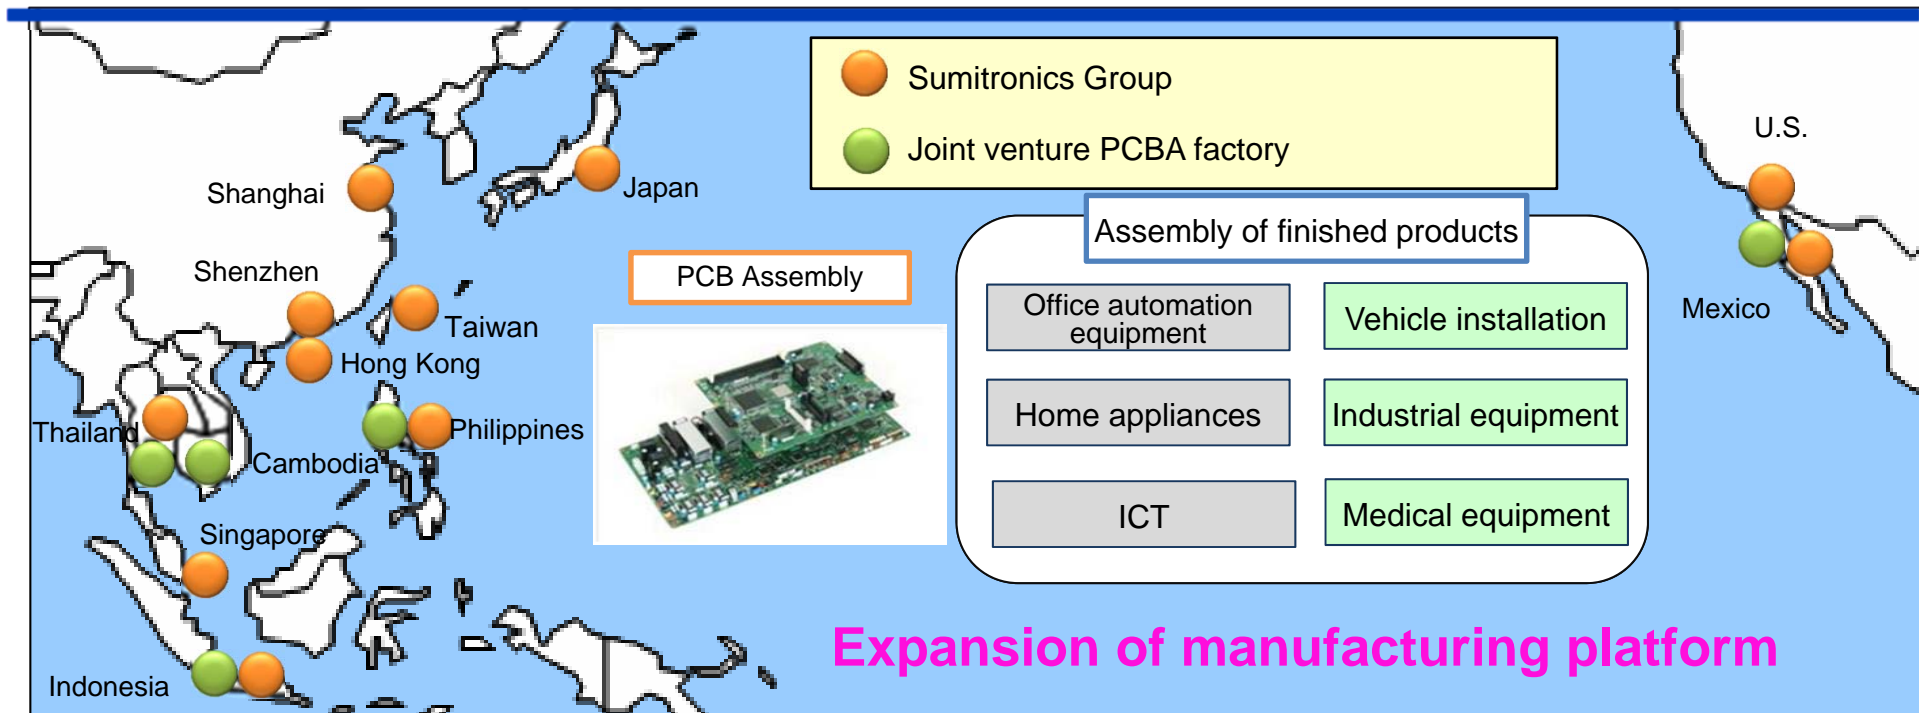 Sumitronics Group
Joint venture PCBA factory
U.S.
Shanghai
Japan
Assembly of finished products
Shenzhen
PCB Assembly
Taiwan
Office automation
equipment
Vehicle installation
Mexico
Hong Kong
Thailand
Philippines
Home appliances
Industrial equipment
Cambodia
Singapore
ICT
Medical equipment
Expansion of manufacturing platform
Indonesia